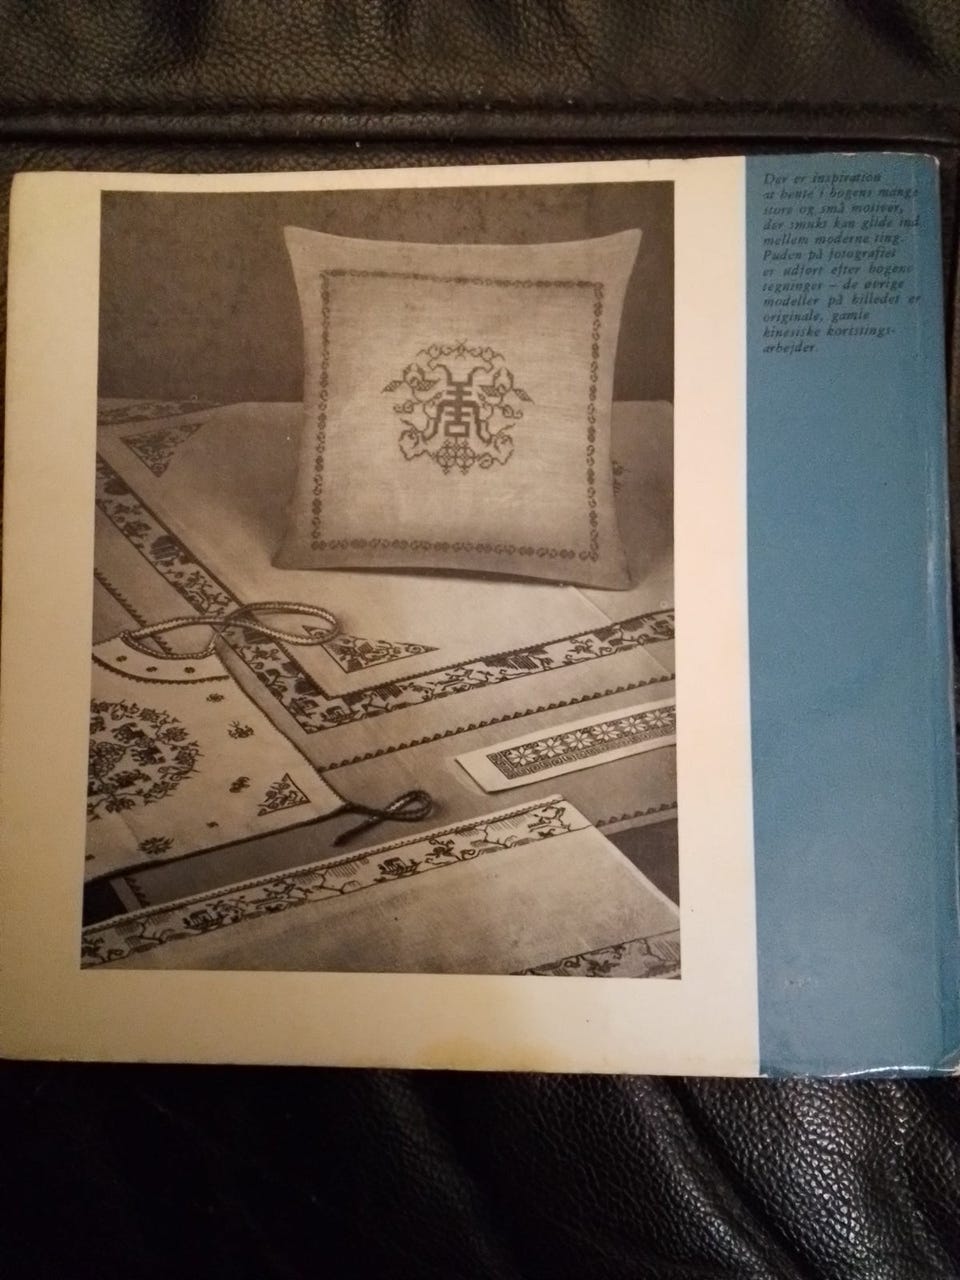 Der er inspiration
at hente i bogens mange
store og små motiver,
der smukt kan glide ind
mellem moderne ting.
Puden på fotografiet
er udført efter bogens
tegninger – de øvrige
modeller på billedet er
originale, gamle
kinesiske korsstings-
arbejder.